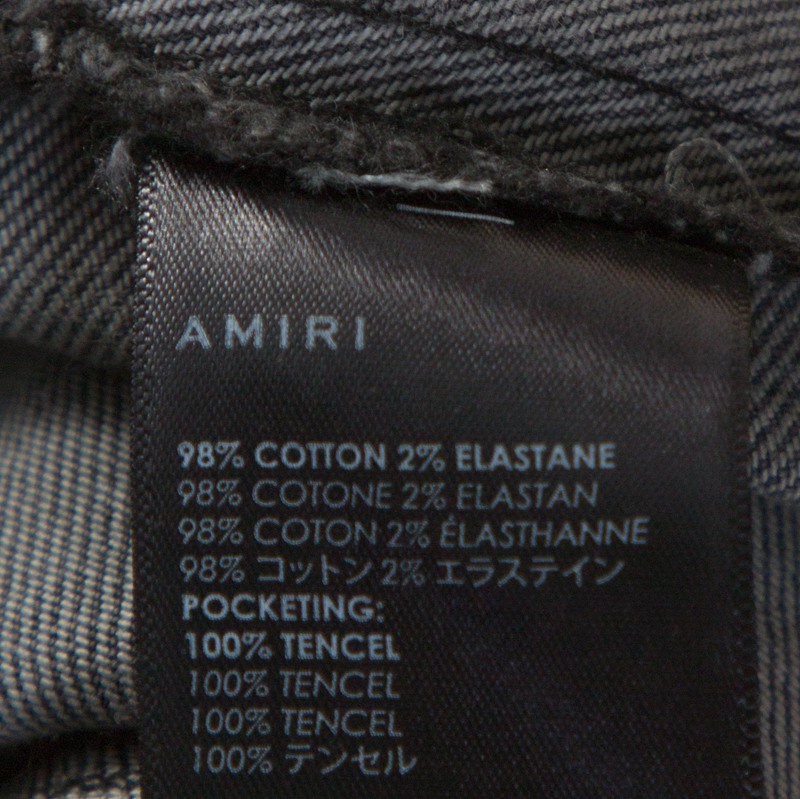 AMIRI
98% COTTON 2% ELASTANE
98% COTONE 2% ELASTAN
98% COTON 2% ÉLASTHANNE
98% コットン 2% エラステイン
POCKETING:
100% TENCEL
100% TENCEL
100% TENCEL
100% テンセル